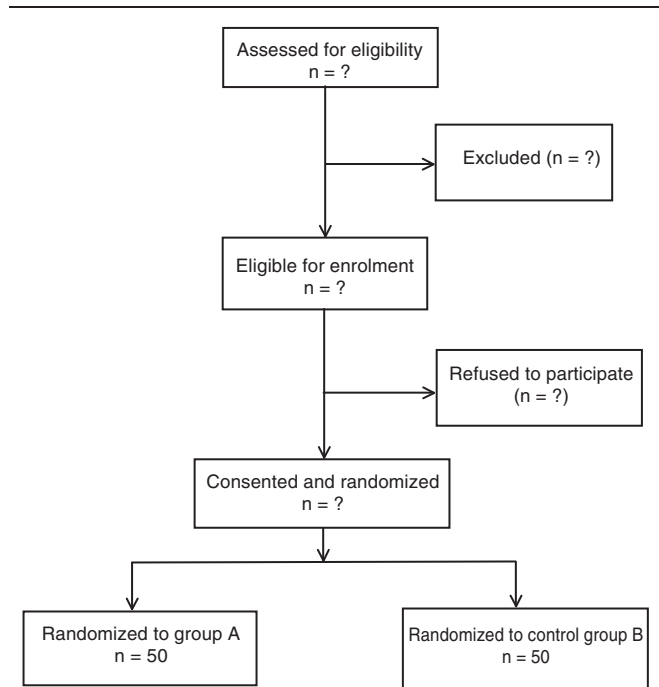 Assessed for eligibility
n = ?
Excluded (n = ?)
Eligible for enrolment
n = ?
Refused to participate
(n = ?)
Consented and randomized
n = ?
Randomized to group A
n = 50
Randomized to control group B
n = 50